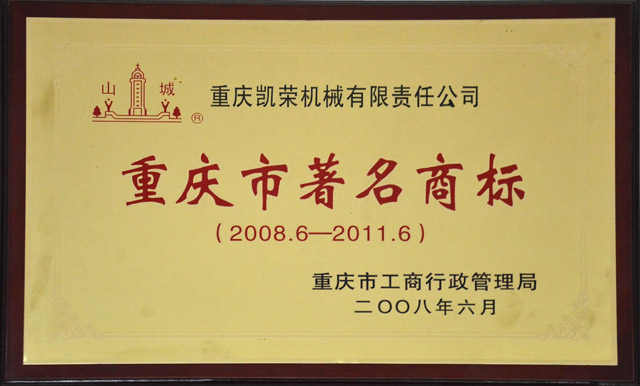 山城®
重庆凯荣机械有限责任公司
重庆市著名商标
(2008.6—2011.6)
重庆市工商行政管理局
二〇〇八年六月